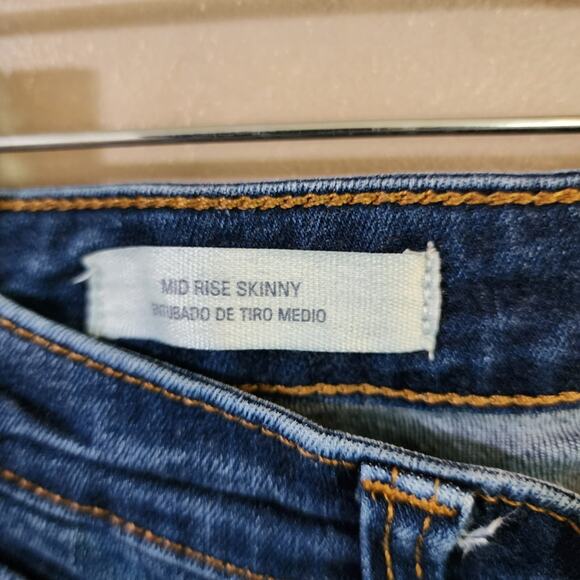 MID RISE SKINNY
ENTUBADO DE TIRO MEDIO